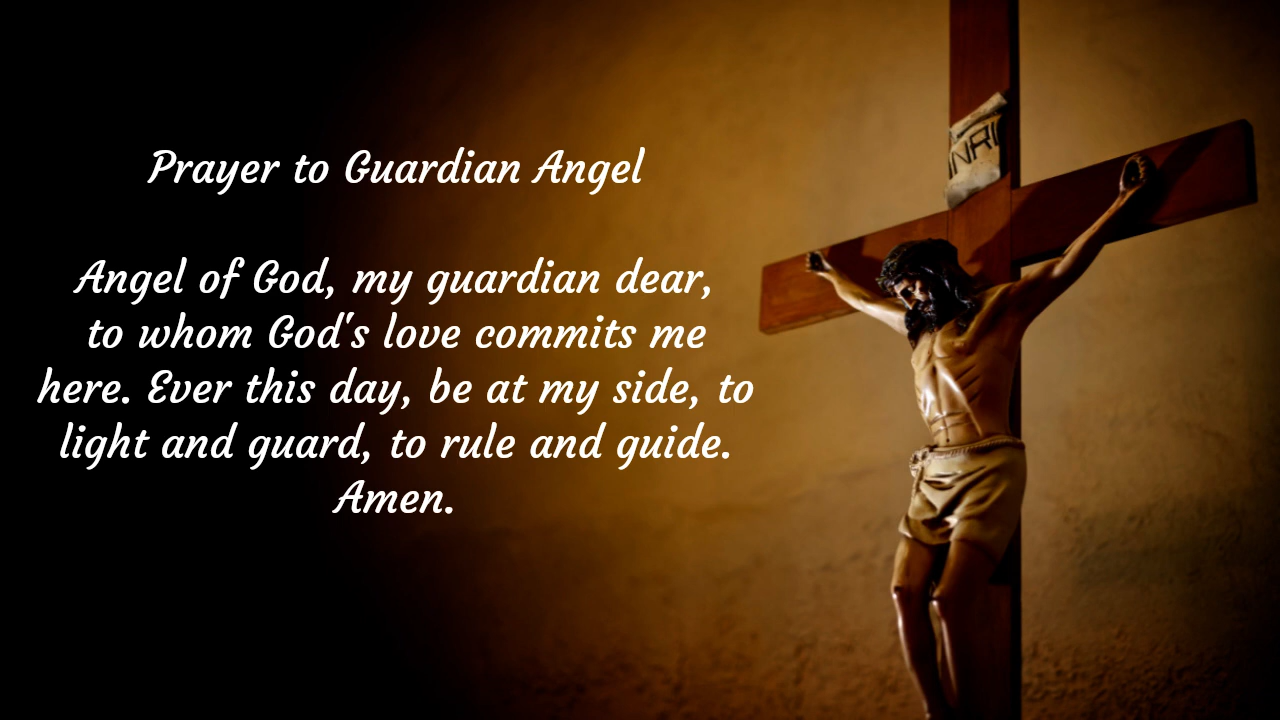 INRI
Prayer to Guardian Angel
Angel of God, my guardian dear,
to whom God's love commits me
here. Ever this day, be at my side, to
light and guard, to rule and guide.
Amen.